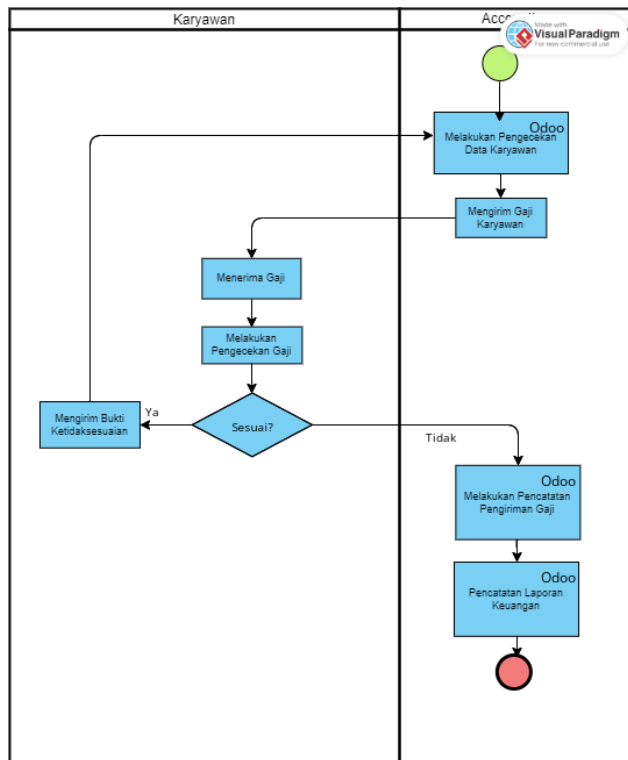 Karyawan
Made with
Visual Paradigm
For non-commercial use
Odoo
Melakukan Pengecekan
Data Karyawan
Mengirim Gaji
Karyawan
Menerima Gaji
Melakukan
Pengecekan Gaji
Sesuai?
Ya
Mengirim Bukti
Ketidaksesuaian
Tidak
Odoo
Melakukan Pencatatan
Pengiriman Gaji
Odoo
Pencatatan Laporan
Keuangan